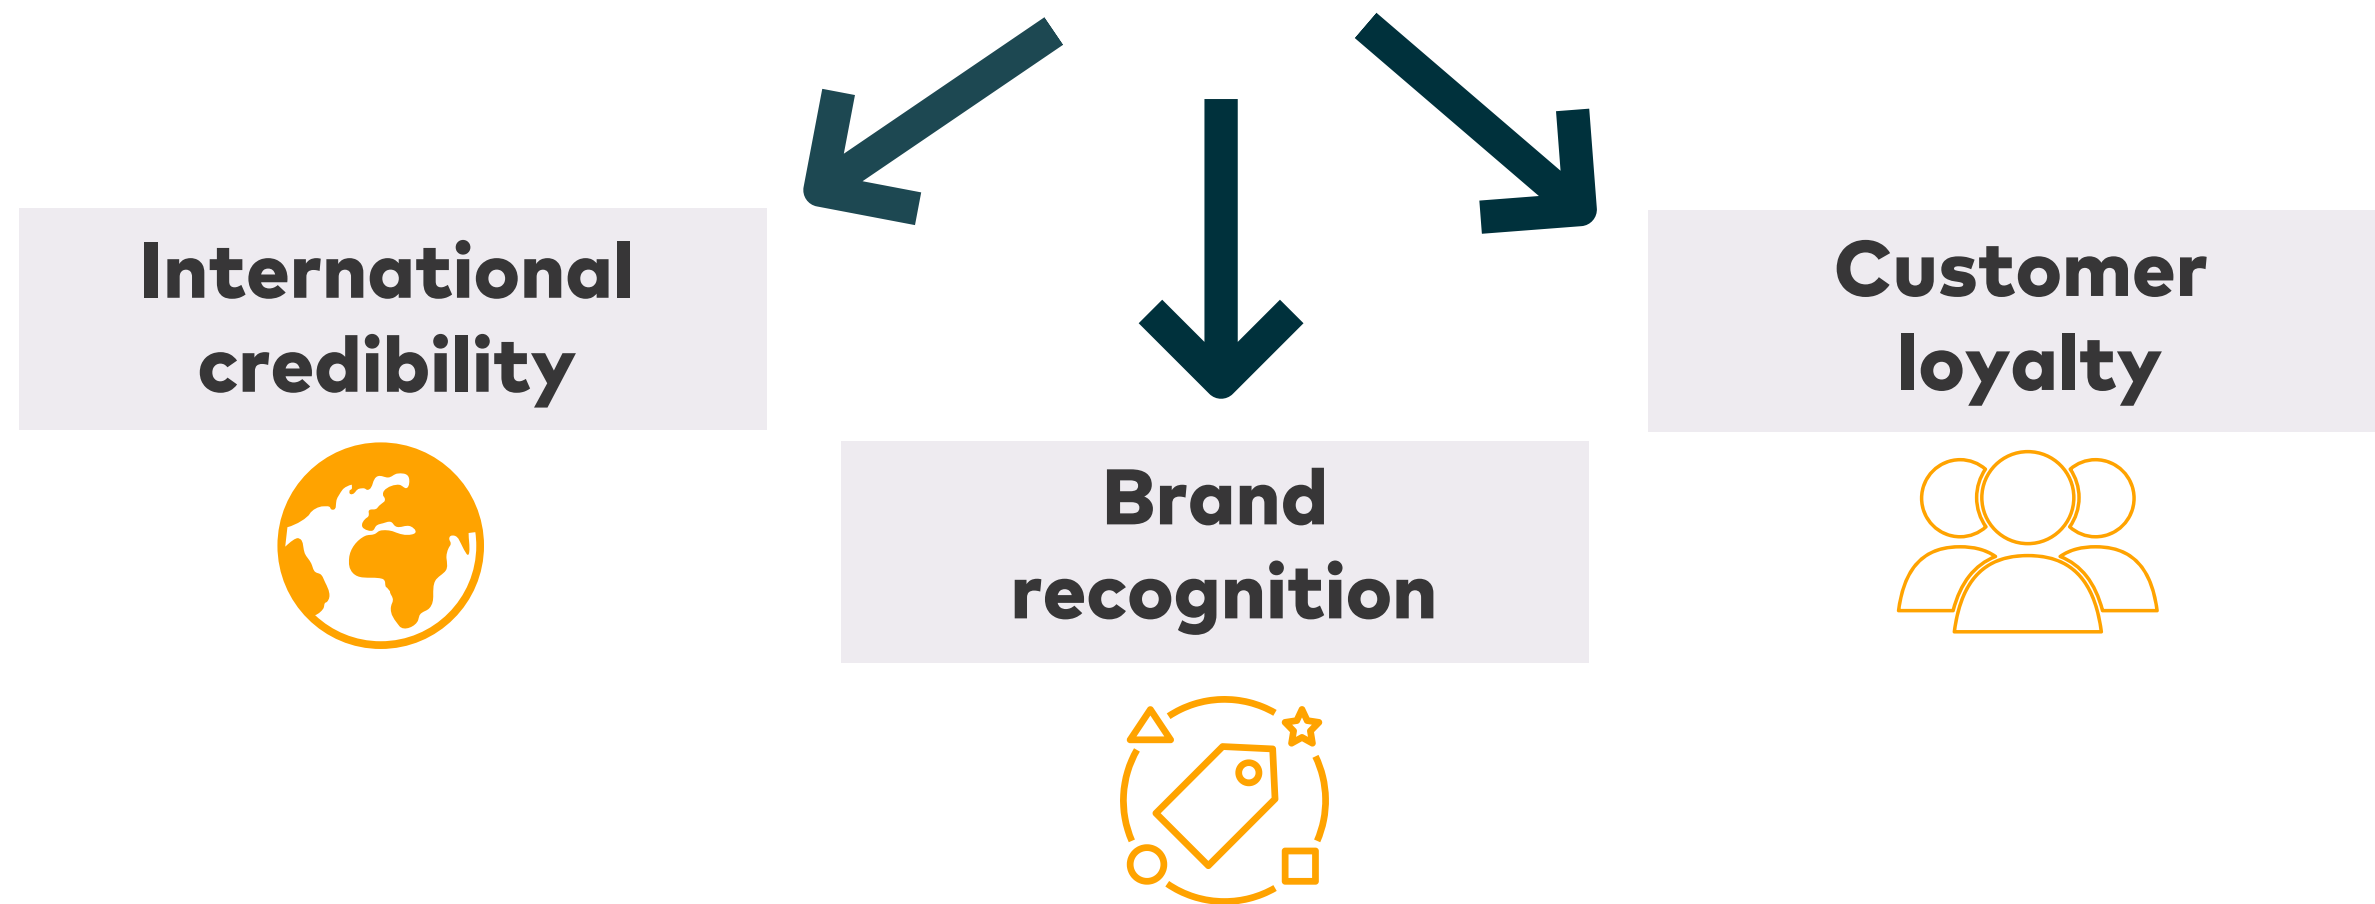 International
credibility
Brand
recognition
Customer
loyalty